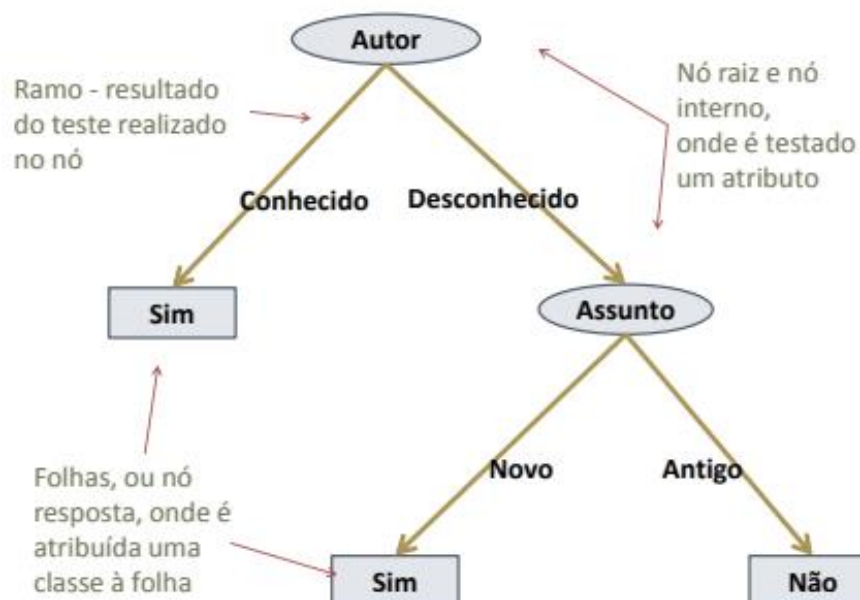 Autor
Ramo - resultado
do teste realizado
no nó
Nó raiz e nó
interno,
onde é testado
um atributo
Conhecido
Desconhecido
Sim
Assunto
Novo
Antigo
Folhas, ou nó
resposta, onde é
atribuída uma
classe à folha
Sim
Não